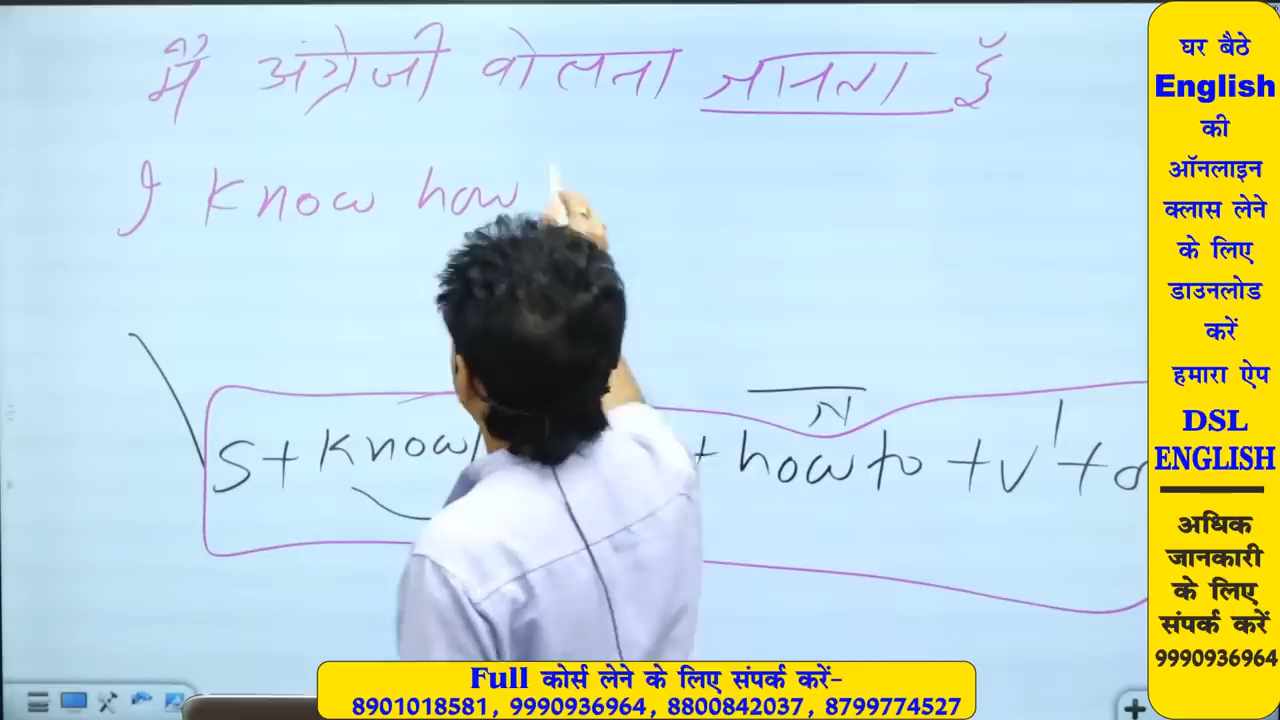 मैं अंग्रेजी बोलना जानता हूँ
I know how
S + know
+ how to + V1 + o
ना
घर बैठे
English
की
ऑनलाइन
क्लास लेने
के लिए
डाउनलोड
करें
हमारा ऐप
DSL
ENGLISH
अधिक
जानकारी
के लिए
संपर्क करें
9990936964
Full कोर्स लेने के लिए संपर्क करें-
8901018581, 9990936964, 8800842037, 8799774527